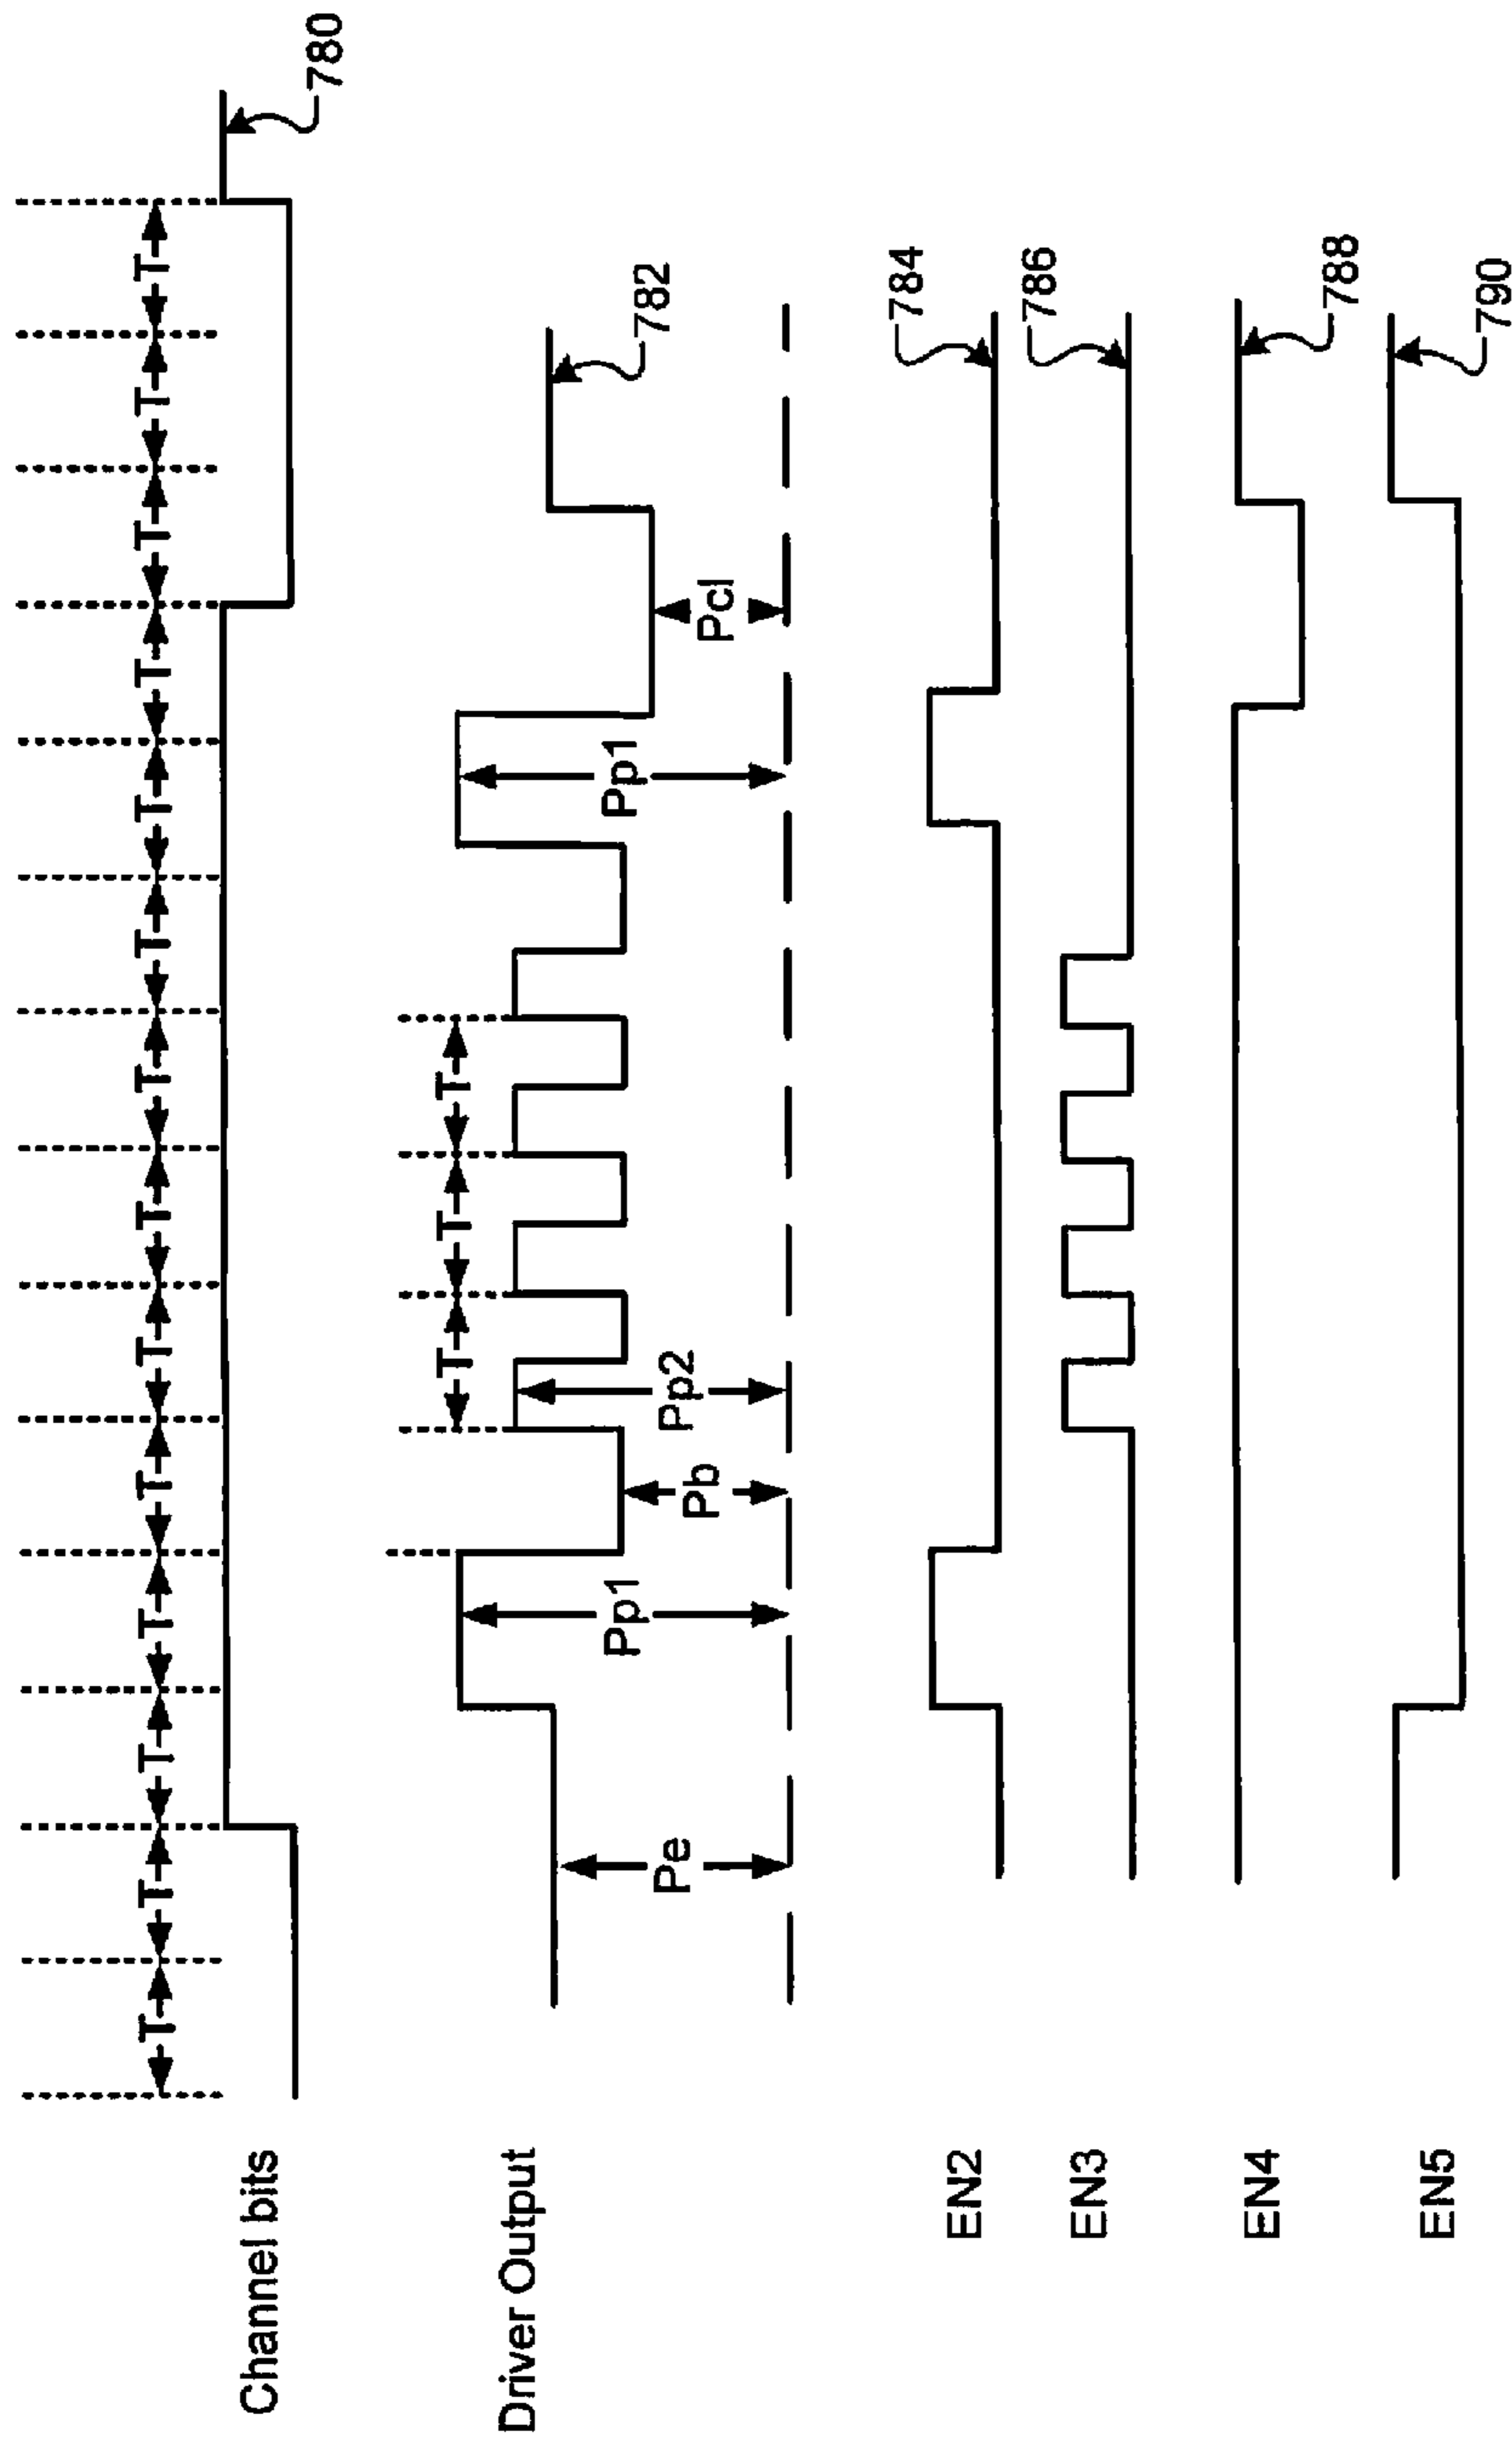 T T T T T T T T T T T T T T
Channel bits
780
T T T
Driver Output
782
Pe Pp1 Pb Pp2 Pp1 Pcl
EN2
784
EN3
786
EN4
788
EN5
790